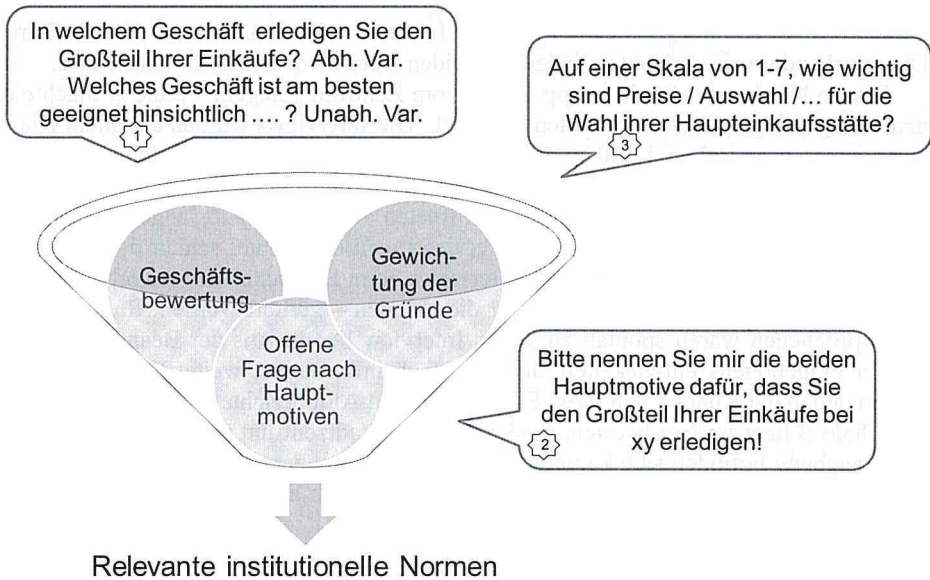 In welchem Geschäft erledigen Sie den
Großteil Ihrer Einkäufe? Abh. Var.
Welches Geschäft ist am besten
geeignet hinsichtlich .... ? Unabh. Var.
1
Auf einer Skala von 1-7, wie wichtig
sind Preise / Auswahl /... für die
Wahl ihrer Haupteinkaufsstätte?
3
Geschäfts-
bewertung
Gewich-
tung der
Gründe
Offene
Frage nach
Haupt-
motiven
Bitte nennen Sie mir die beiden
Hauptmotive dafür, dass Sie
den Großteil Ihrer Einkäufe bei
xy erledigen!
2
Relevante institutionelle Normen